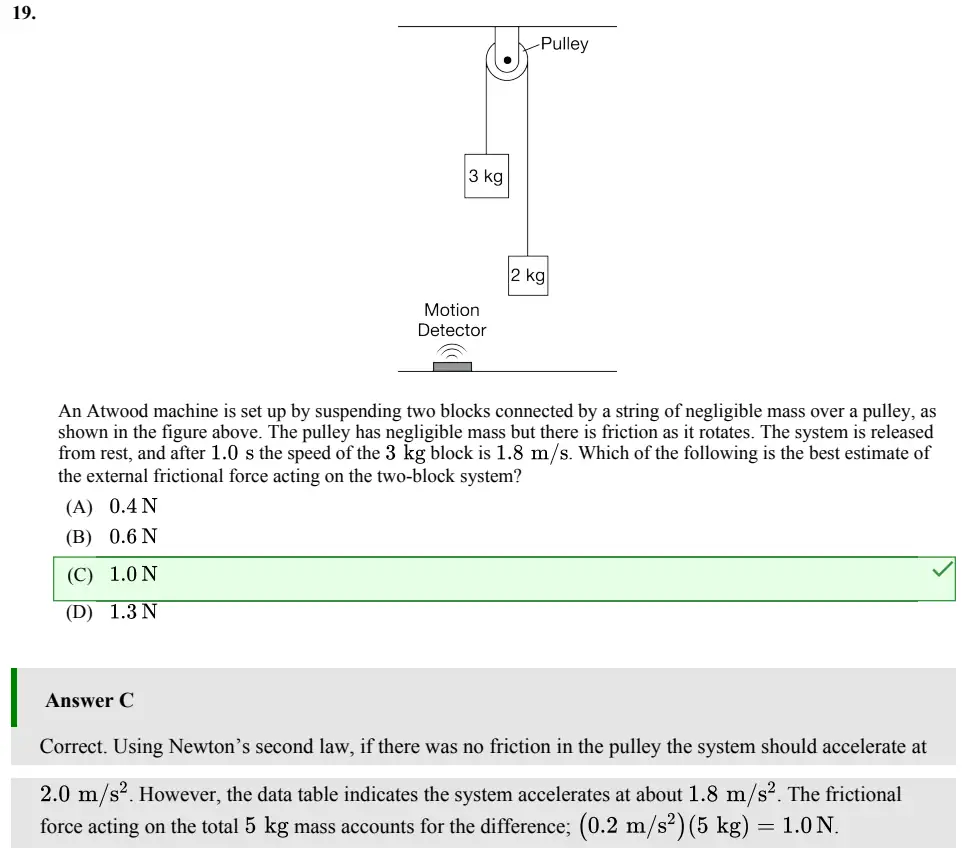 19.
Pulley
3 kg
2 kg
Motion
Detector
An Atwood machine is set up by suspending two blocks connected by a string of negligible mass over a pulley, as
shown in the figure above. The pulley has negligible mass but there is friction as it rotates. The system is released
from rest, and after 1.0 s the speed of the 3 kg block is 1.8 m/s. Which of the following is the best estimate of
the external frictional force acting on the two-block system?
(A) 0.4 N
(B) 0.6 N
(C) 1.0 N
(D) 1.3 N
Answer C
Correct. Using Newton’s second law, if there was no friction in the pulley the system should accelerate at
2.0 m/s². However, the data table indicates the system accelerates at about 1.8 m/s². The frictional
force acting on the total 5 kg mass accounts for the difference; (0.2 m/s²)(5 kg) = 1.0 N.